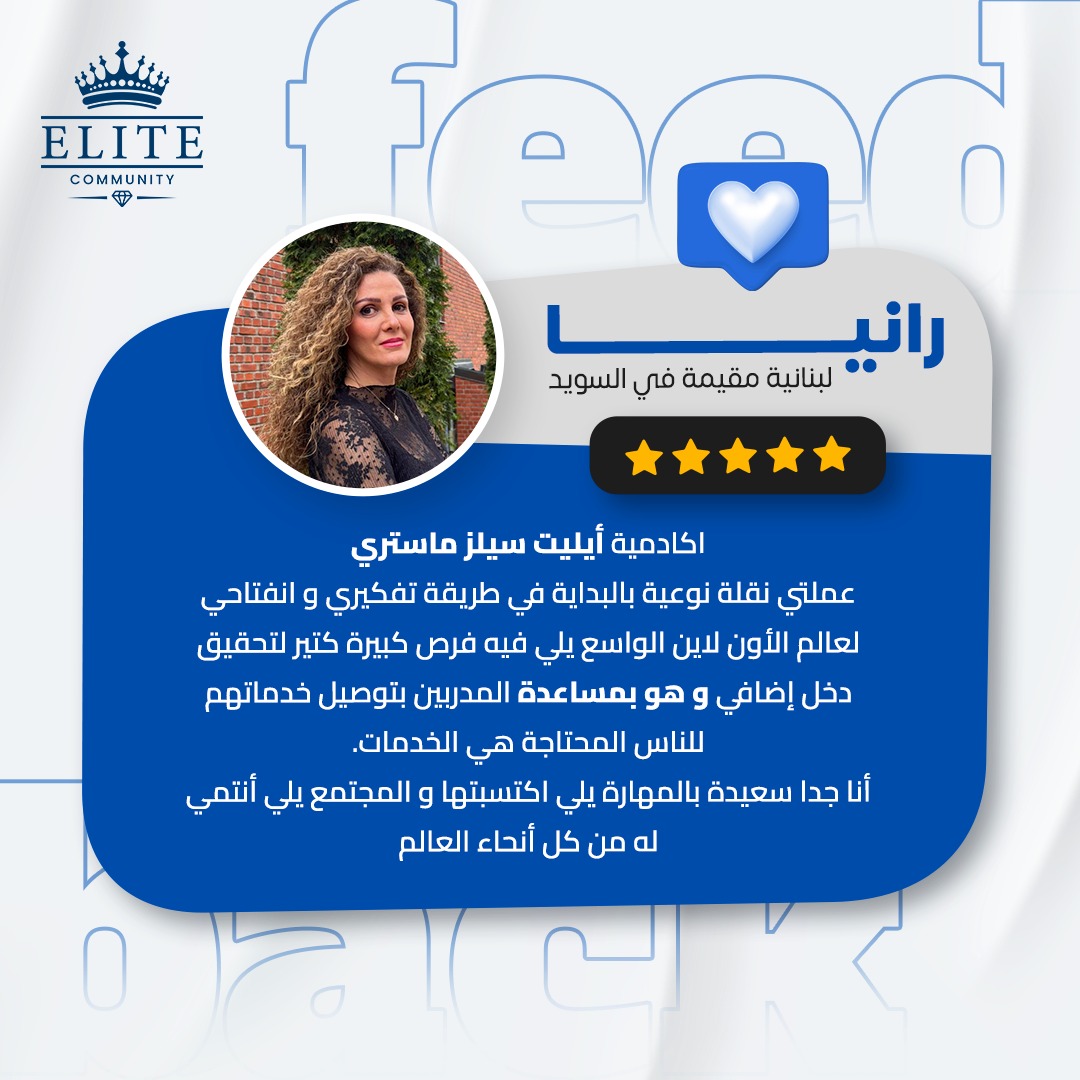 feed
ELITE
COMMUNITY
رانيـــــا
لبنانية مقيمة في السويد
اكادمية أيليت سيلز ماستري
عملتي نقلة نوعية بالبداية في طريقة تفكيري و انفتاحي
لعالم الأون لاين الواسع يلي فيه فرص كبيرة كتير لتحقيق
دخل إضافي و هو بمساعدة المدربين بتوصيل خدماتهم
للناس المحتاجة هي الخدمات.
أنا جدا سعيدة بالمهارة يلي اكتسبتها و المجتمع يلي أنتمي
له من كل أنحاء العالم
back